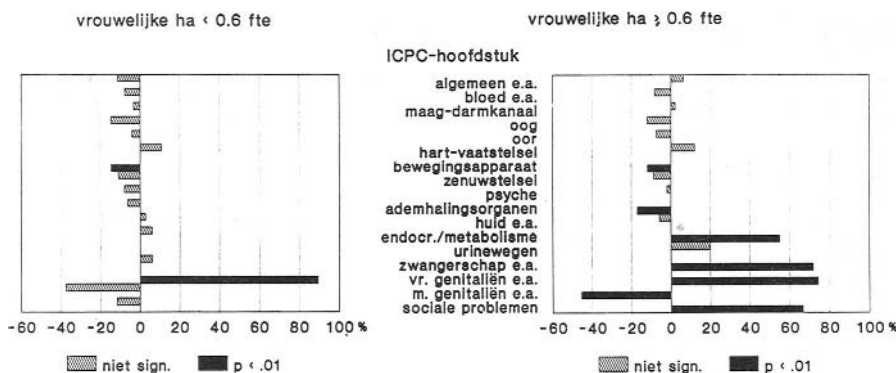 vrouwelijke ha < 0.6 fte
vrouwelijke ha ≥ 0.6 fte
ICPC-hoofdstuk
algemeen e.a.
bloed e.a.
maag-darmkanaal
oog
oor
hart-vaatstelsel
bewegingsapparaat
zenuwstelsel
psyche
ademhalingsorganen
huid e.a.
endocr./metabolisme
urinewegen
zwangerschap e.a.
vr. genitaliën e.a.
m. genitaliën e.a.
sociale problemen
-60 -40 -20 0 20 40 60 80 100 %
-60 -40 -20 0 20 40 60 80 100 %
niet sign. p < .01
niet sign. p < .01